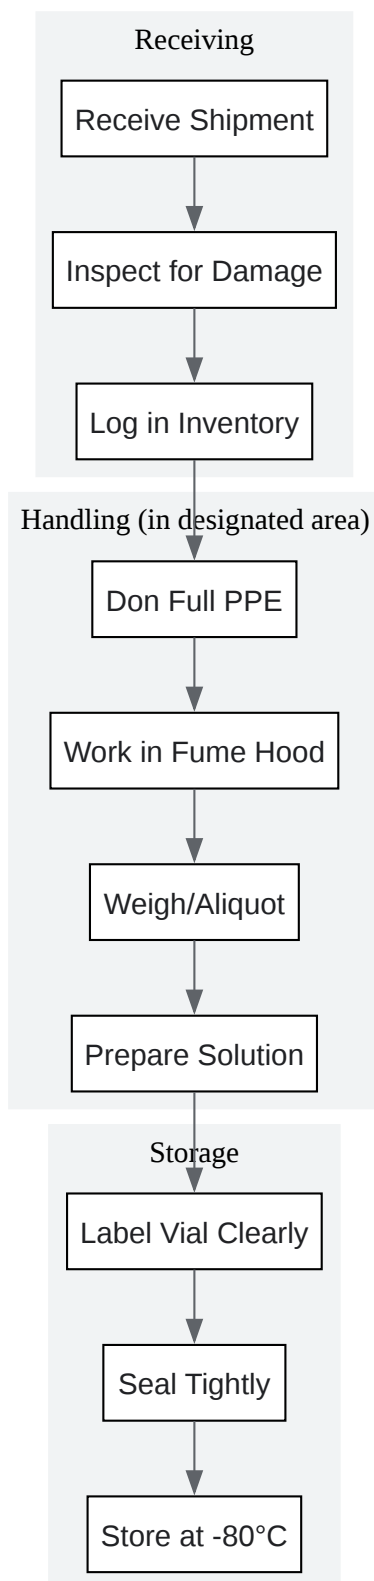 Receiving
Receive Shipment
Inspect for Damage
Log in Inventory
Handling (in designated area)
Don Full PPE
Work in Fume Hood
Weigh/Aliquot
Prepare Solution
Storage
Label Vial Clearly
Seal Tightly
Store at -80°C